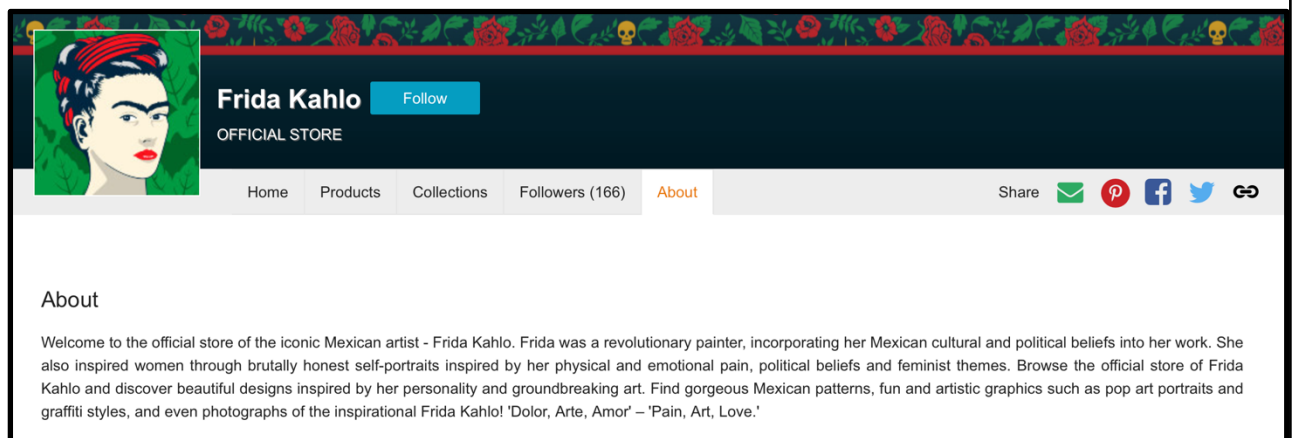 Frida Kahlo
Follow
OFFICIAL STORE
Home Products Collections Followers (166) About Share
About
Welcome to the official store of the iconic Mexican artist - Frida Kahlo. Frida was a revolutionary painter, incorporating her Mexican cultural and political beliefs into her work. She
also inspired women through brutally honest self-portraits inspired by her physical and emotional pain, political beliefs and feminist themes. Browse the official store of Frida
Kahlo and discover beautiful designs inspired by her personality and groundbreaking art. Find gorgeous Mexican patterns, fun and artistic graphics such as pop art portraits and
graffiti styles, and even photographs of the inspirational Frida Kahlo! 'Dolor, Arte, Amor' – 'Pain, Art, Love.'